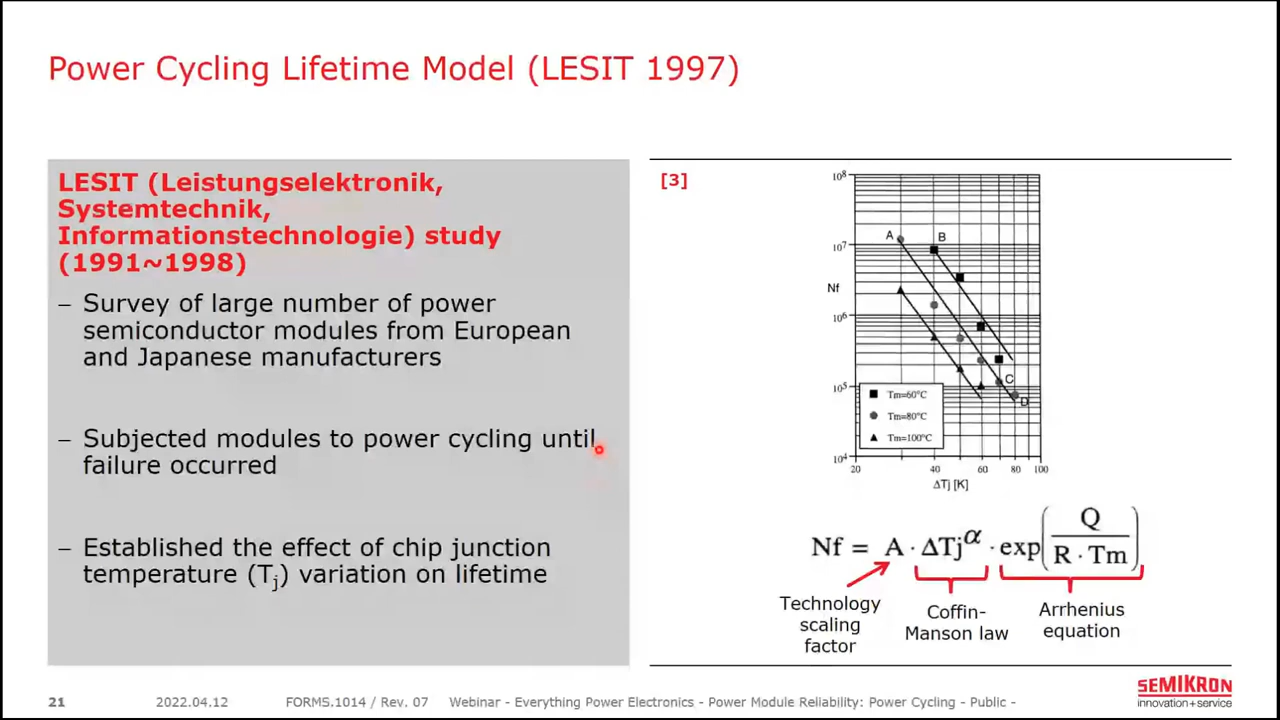 Power Cycling Lifetime Model (LESIT 1997)
LESIT (Leistungselektronik,
Systemtechnik,
Informationstechnologie) study
(1991~1998)
– Survey of large number of power
semiconductor modules from European
and Japanese manufacturers
– Subjected modules to power cycling until
failure occurred
– Established the effect of chip junction
temperature (Tj) variation on lifetime
[3]
10⁸
10⁷
Nf
10⁶
10⁵
10⁴
A
B
C
D
Tm=60°C
Tm=80°C
Tm=100°C
20 40 60 80 100
ΔTj [K]
Nf = A · ΔTj^α · exp(Q / (R · Tm))
Technology
scaling
factor
Coffin-
Manson law
Arrhenius
equation
21 2022.04.12 FORMS.1014 / Rev. 07 Webinar - Everything Power Electronics - Power Module Reliability: Power Cycling - Public -
SEMIKRON
innovation+service